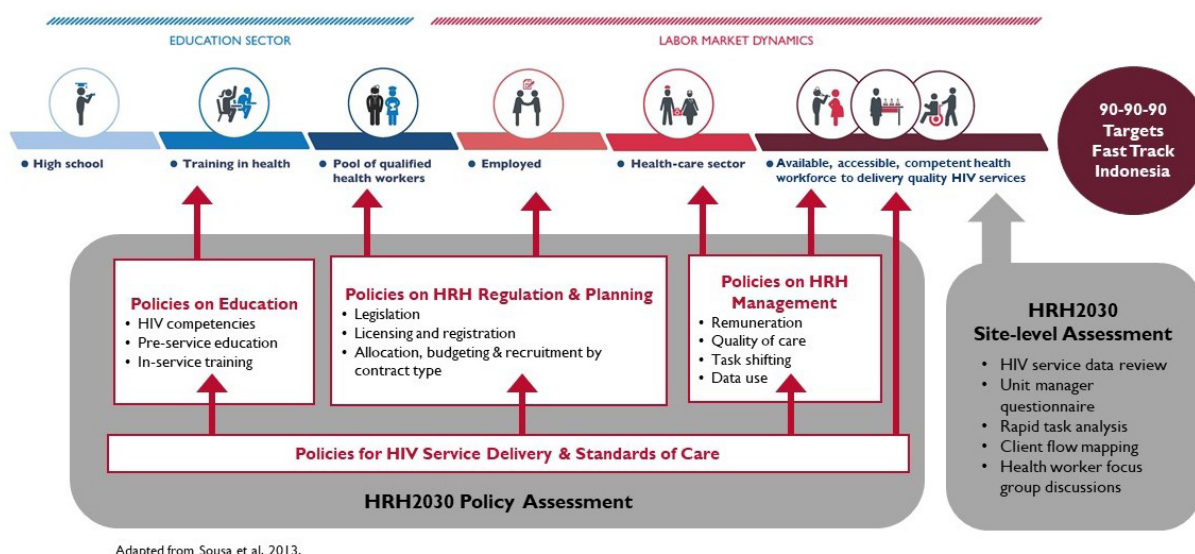 EDUCATION SECTOR
LABOR MARKET DYNAMICS
• High school
• Training in health
• Pool of qualified
health workers
• Employed
• Health-care sector
• Available, accessible, competent health
workforce to delivery quality HIV services
90-90-90
Targets
Fast Track
Indonesia
Policies on Education
• HIV competencies
• Pre-service education
• In-service training
Policies on HRH Regulation & Planning
• Legislation
• Licensing and registration
• Allocation, budgeting & recruitment by
contract type
Policies on HRH
Management
• Remuneration
• Quality of care
• Task shifting
• Data use
Policies for HIV Service Delivery & Standards of Care
HRH2030 Policy Assessment
HRH2030
Site-level Assessment
• HIV service data review
• Unit manager
questionnaire
• Rapid task analysis
• Client flow mapping
• Health worker focus
group discussions
Adapted from Sousa et al. 2013.